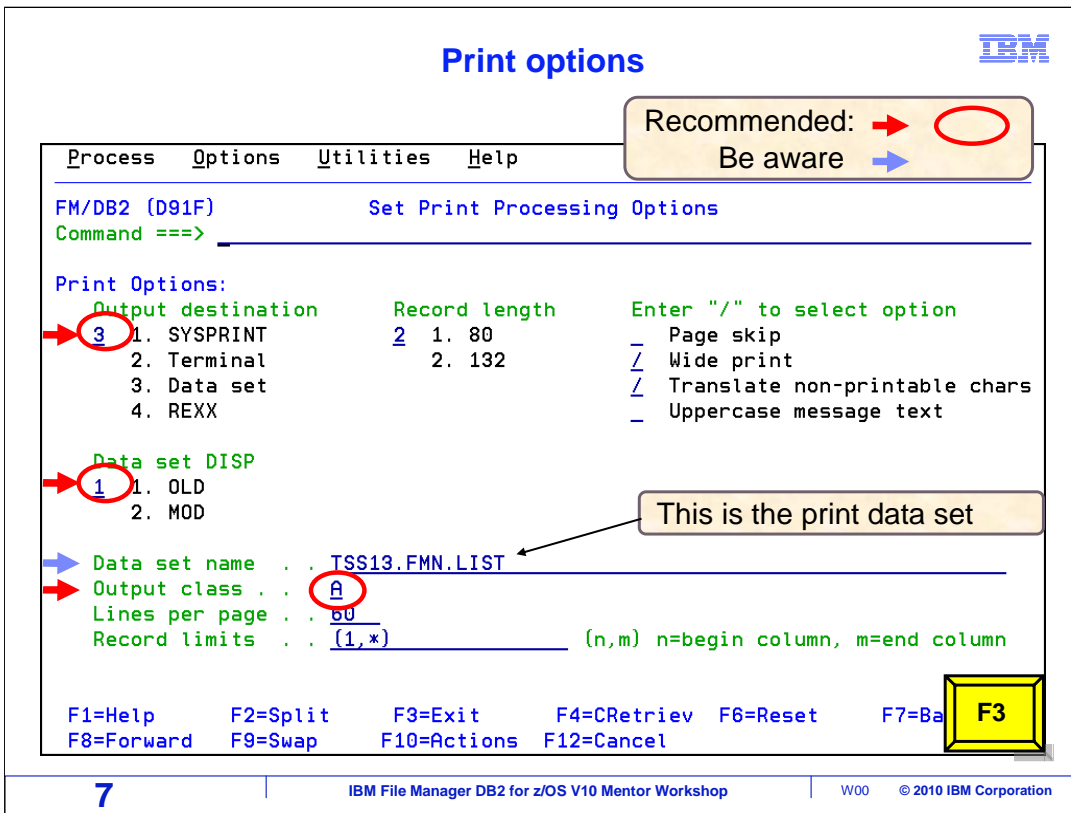 Print options
IBM
Recommended:
Be aware
Process Options Utilities Help
FM/DB2 (D91F) Set Print Processing Options
Command ===>
Print Options:
Output destination Record length Enter "/" to select option
3 1. SYSPRINT 2 1. 80 _ Page skip
2. Terminal 2. 132 / Wide print
3. Data set / Translate non-printable chars
4. REXX _ Uppercase message text
Data set DISP
1 1. OLD
2. MOD
This is the print data set
Data set name . . TSS13.FMN.LIST
Output class . . A
Lines per page . . 60
Record limits . . (1,*) (n,m) n=begin column, m=end column
F1=Help F2=Split F3=Exit F4=CRetriev F6=Reset F7=Ba
F8=Forward F9=Swap F10=Actions F12=Cancel
F3
7 IBM File Manager DB2 for z/OS V10 Mentor Workshop W00 © 2010 IBM Corporation